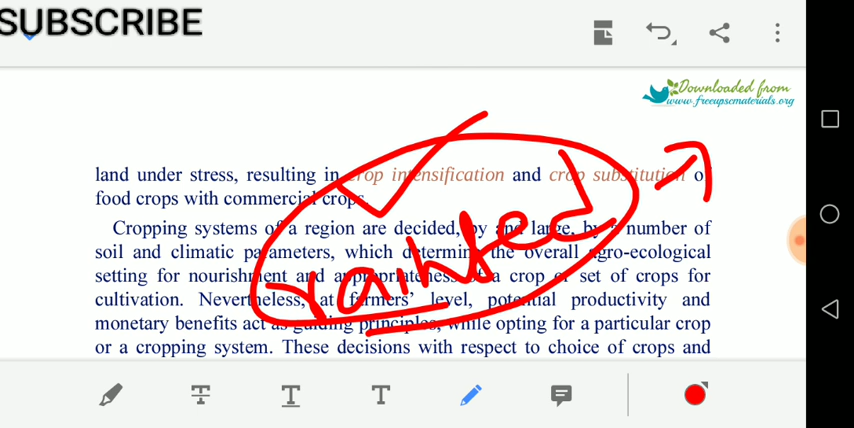 SUBSCRIBE
Downloaded from
www.freeupscmaterials.org
land under stress, resulting in crop intensification and crop substitution of
food crops with commercial crops.
Cropping systems of a region are decided, by and large, by a number of
soil and climatic parameters, which determine the overall agro-ecological
setting for nourishment and appropriateness of a crop or set of crops for
cultivation. Nevertheless, at farmers' level, potential productivity and
monetary benefits act as guiding principles, while opting for a particular crop
or a cropping system. These decisions with respect to choice of crops and
rainfed
T
T
T